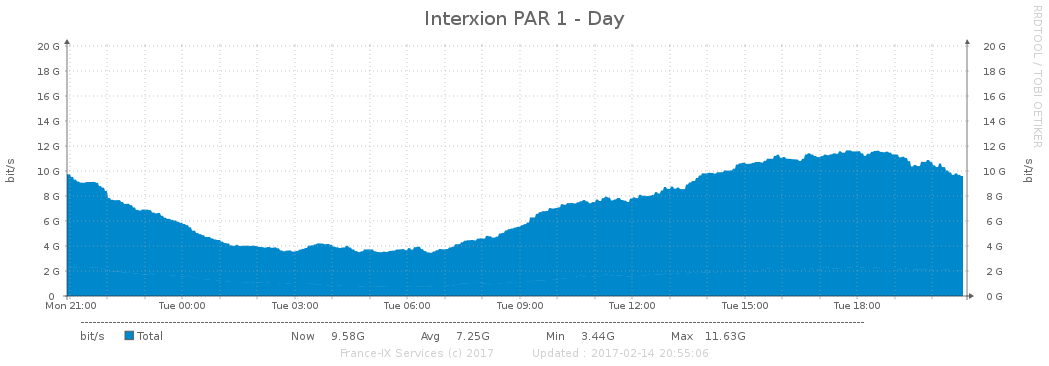 Interxion PAR 1 - Day
RRDTOOL / TOBI OETIKER
bit/s
bit/s
20 G 20 G
18 G 18 G
16 G 16 G
14 G 14 G
12 G 12 G
10 G 10 G
8 G 8 G
6 G 6 G
4 G 4 G
2 G 2 G
0 0 G
Mon 21:00 Tue 00:00 Tue 03:00 Tue 06:00 Tue 09:00 Tue 12:00 Tue 15:00 Tue 18:00
bit/s Total Now 9.58G Avg 7.25G Min 3.44G Max 11.63G
France-IX Services (c) 2017 Updated : 2017-02-14 20:55:06